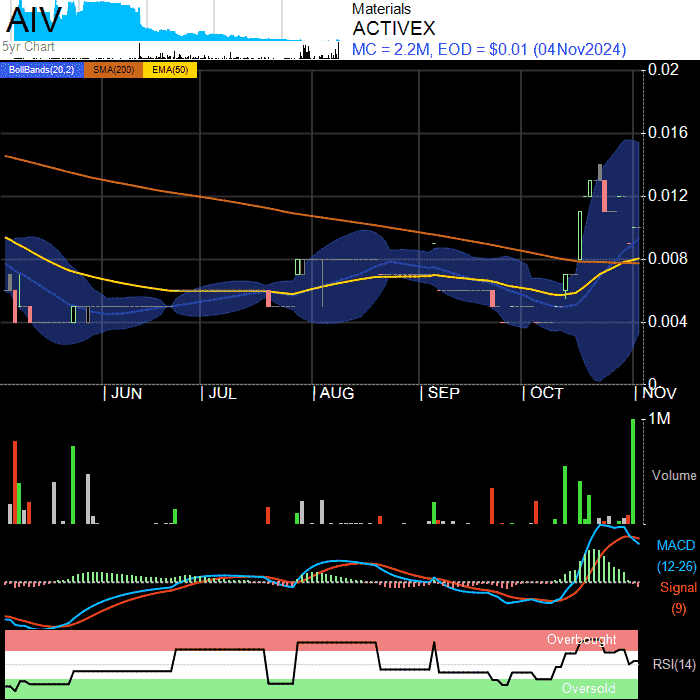 AIV
5yr Chart
Materials
ACTIVEX
MC = 2.2M, EOD = $0.01 (04Nov2024)
BollBands(20,2) SMA(200) EMA(50)
0.02
0.016
0.012
0.008
0.004
0
JUN JUL AUG SEP OCT NOV
1M
Volume
MACD
(12-26)
Signal
(9)
Overbought
RSI(14)
Oversold